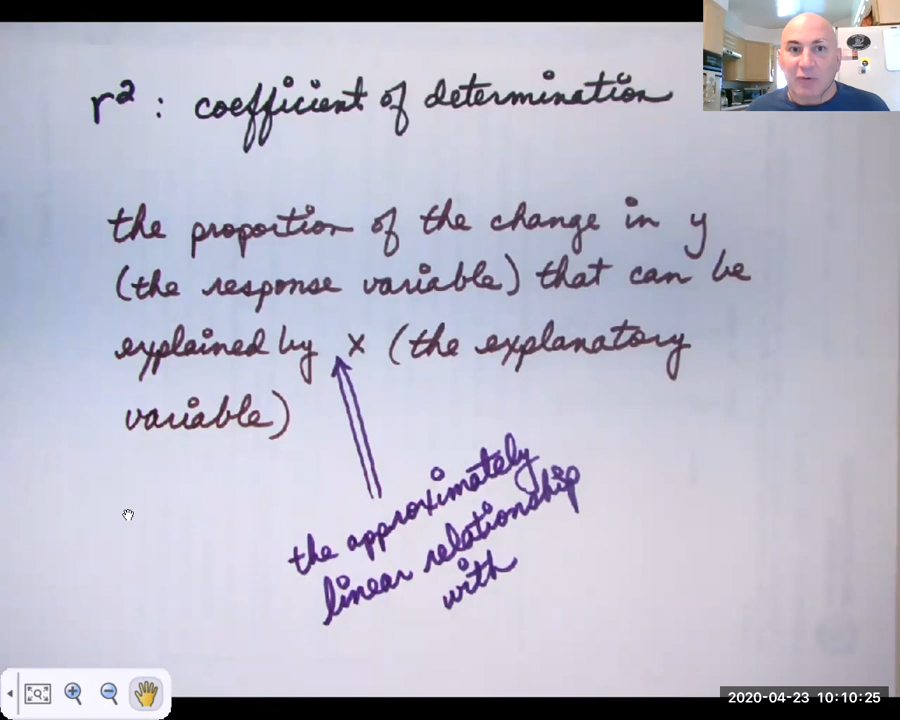 r² : coefficient of determination
the proportion of the change in y
(the response variable) that can be
explained by x (the explanatory
variable)
the approximately
linear relationship
with
2020-04-23 10:10:25